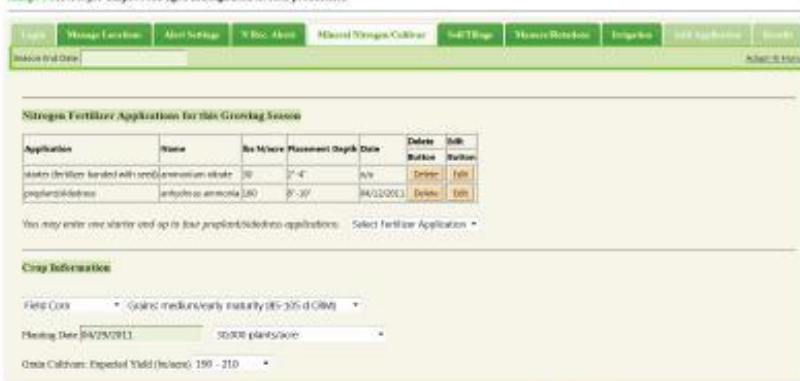 Login Manage Locations Alert Settings N Rec. Alerts Mineral Nitrogen/Cultivar Soil/Tillage Manure/Rotations Irrigation Results
Season End Date
Nitrogen Fertilizer Applications for this Growing Season
Application Name lbs N/acre Placement Depth Date Delete Button Edit Button
starter (fertilizer banded with seed) ammonium nitrate 30 2"-4" n/a Delete Edit
preplant/sidedress anhydrous ammonia 160 8"-10" 04/12/2011 Delete Edit
You may enter one starter and up to four preplant/sidedress applications. Select Fertilizer Application
Crop Information
Field Corn Grains: medium/early maturity (85-105 d CRM)
Planting Date 04/29/2011 30,000 plants/acre
Grain Cultivars: Expected Yield (bu/acre) 190 - 210